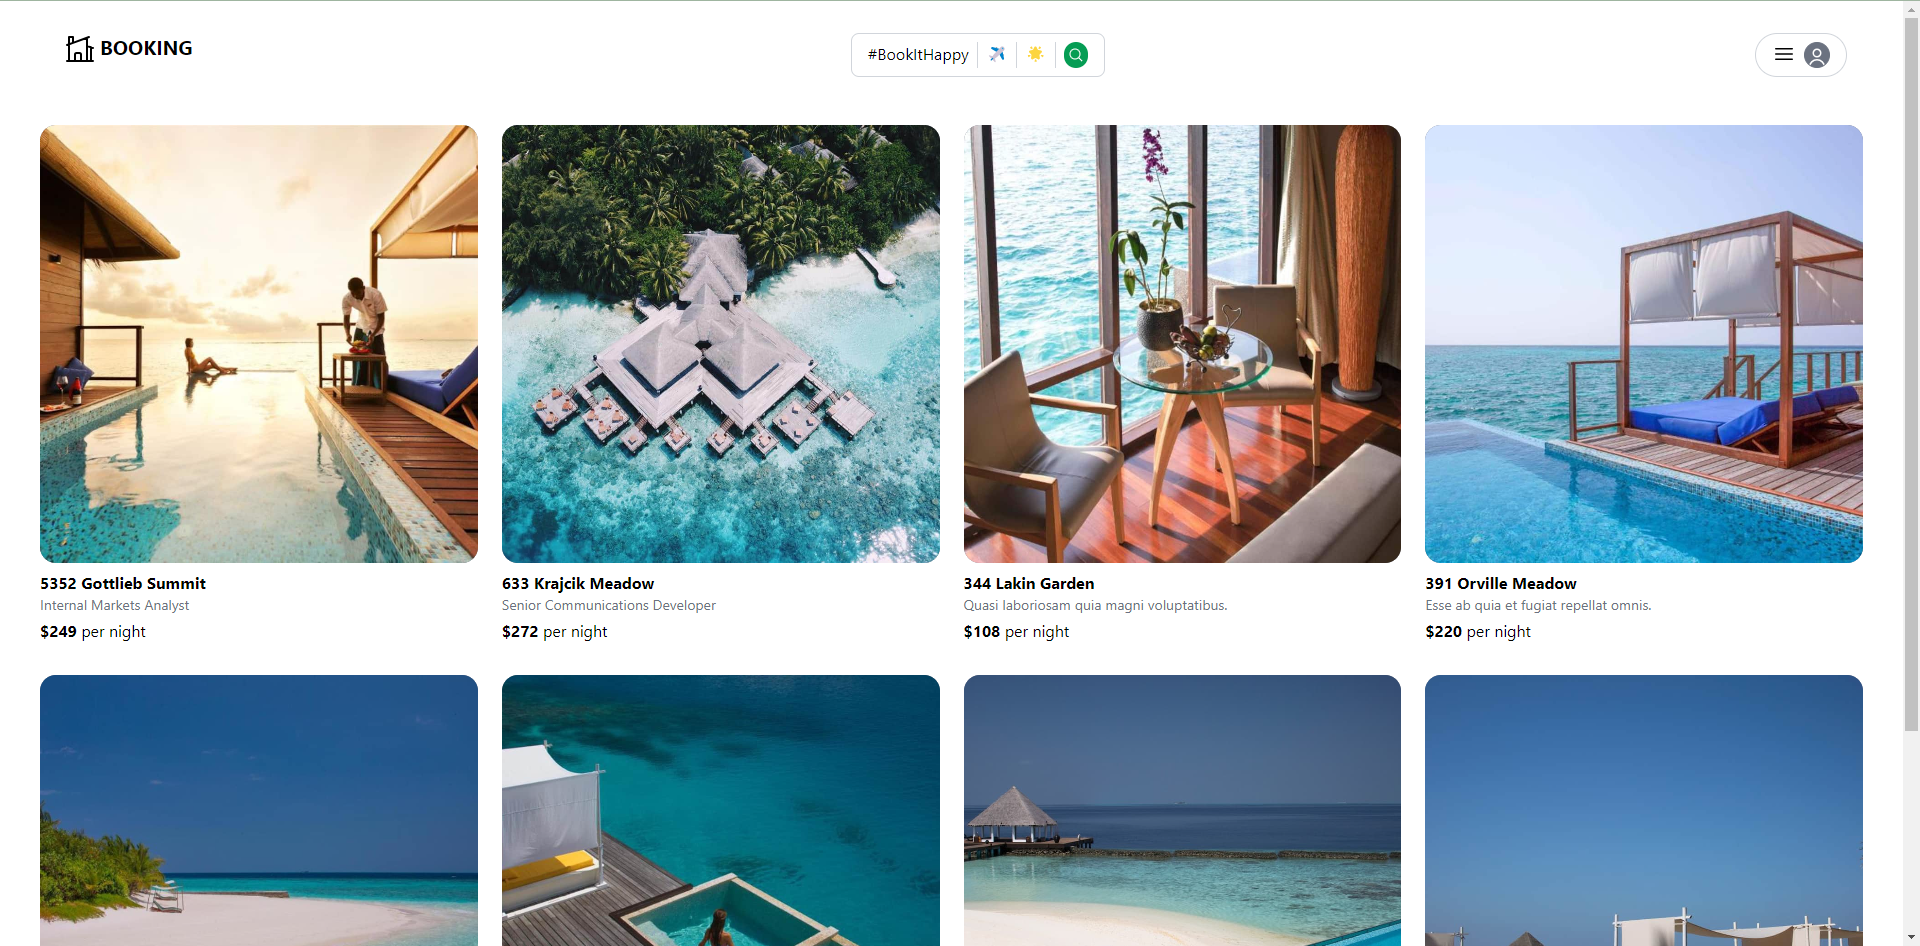 BOOKING
#BookItHappy
5352 Gottlieb Summit
Internal Markets Analyst
$249 per night
633 Krajcik Meadow
Senior Communications Developer
$272 per night
344 Lakin Garden
Quasi laboriosam quia magni voluptatibus.
$108 per night
391 Orville Meadow
Esse ab quia et fugiat repellat omnis.
$220 per night